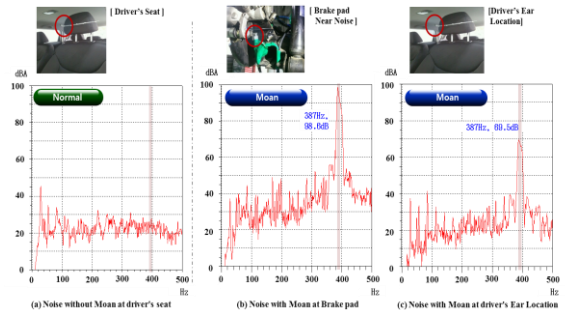 [ Driver's Seat ]
[ Brake pad
Near Noise ]
[Driver's Ear
Location]
dBA
dBA
dBA
100
80
60
40
20
0
Normal
0 100 200 300 400 500
Hz
100
80
60
40
20
0
Moan
387Hz,
98.6dB
0 100 200 300 400 500
Hz
100
80
60
40
20
0
Moan
387Hz, 69.5dB
0 100 200 300 400 500
Hz
(a) Noise without Moan at driver's seat
(b) Noise with Moan at Brake pad
(c) Noise with Moan at driver's Ear Location